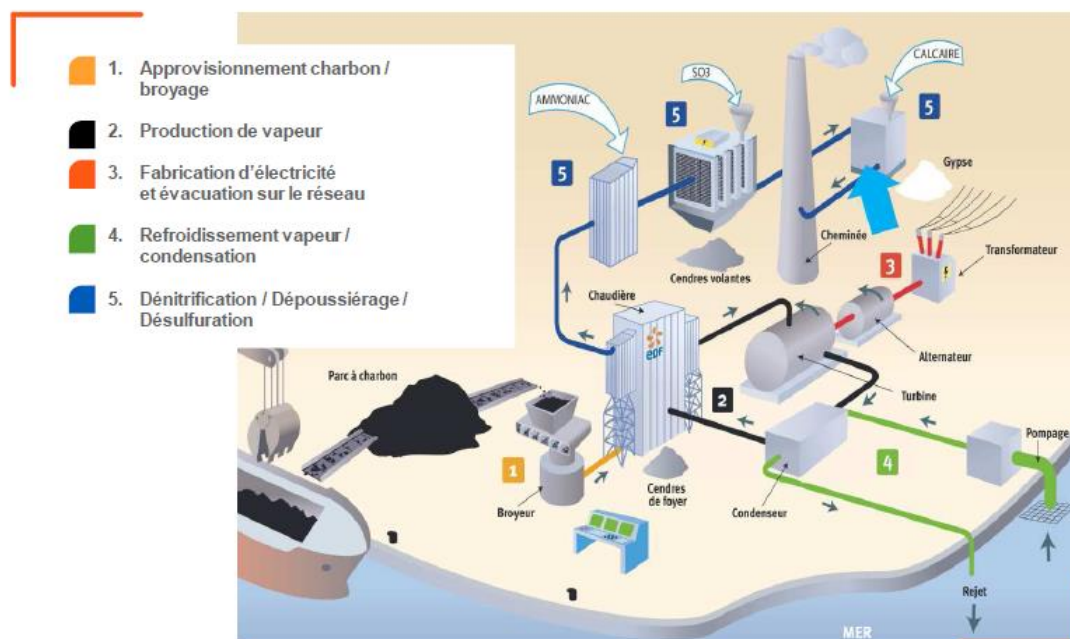 1. Approvisionnement charbon /
broyage
2. Production de vapeur
3. Fabrication d'électricité
et évacuation sur le réseau
4. Refroidissement vapeur /
condensation
5. Dénitrification / Dépoussiérage /
Désulfuration
CALCAIRE
SO3
AMMONIAC
5
5
5
Gypse
Cheminée
Transformateur
3
Cendres volantes
Chaudière
edf
Alternateur
Parc à charbon
Turbine
2
Pompage
1
4
Cendres
de foyer
Condenseur
Broyeur
Rejet
MER